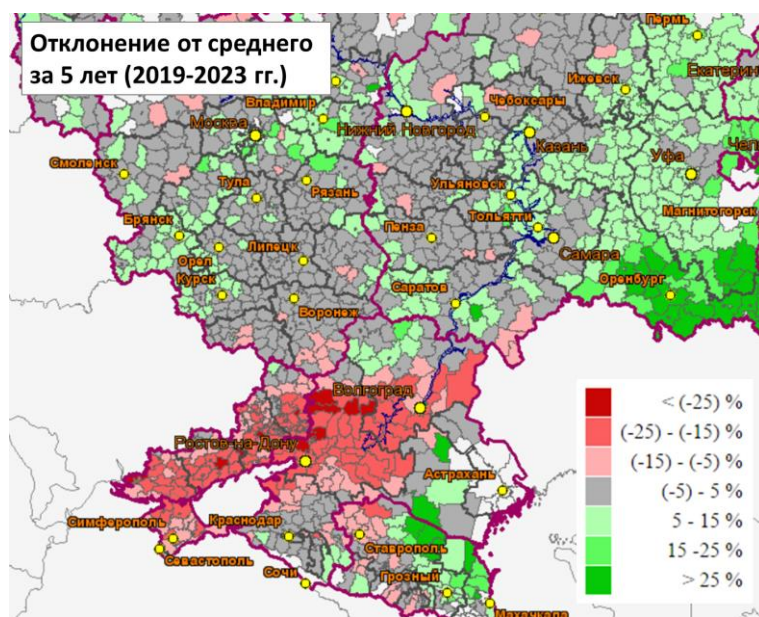 Отклонение от среднего
за 5 лет (2019-2023 гг.)
Пермь
Екатерин
Ижевск
Владимир
Чебоксары
Москва
Нижний Новгород
Казань
Челя
Смоленск
Уфа
Тула
Рязань
Ульяновск
Магнитогорск
Брянск
Пенза
Тольятти
Самара
Орел
Липецк
Курск
Саратов
Оренбург
Воронеж
Волгоград
Ростов-на-Дону
Астрахань
Симферополь
Краснодар
Севастополь
Ставрополь
Сочи
Грозный
Махачкала
< (-25) %
(-25) - (-15) %
(-15) - (-5) %
(-5) - 5 %
5 - 15 %
15 -25 %
> 25 %